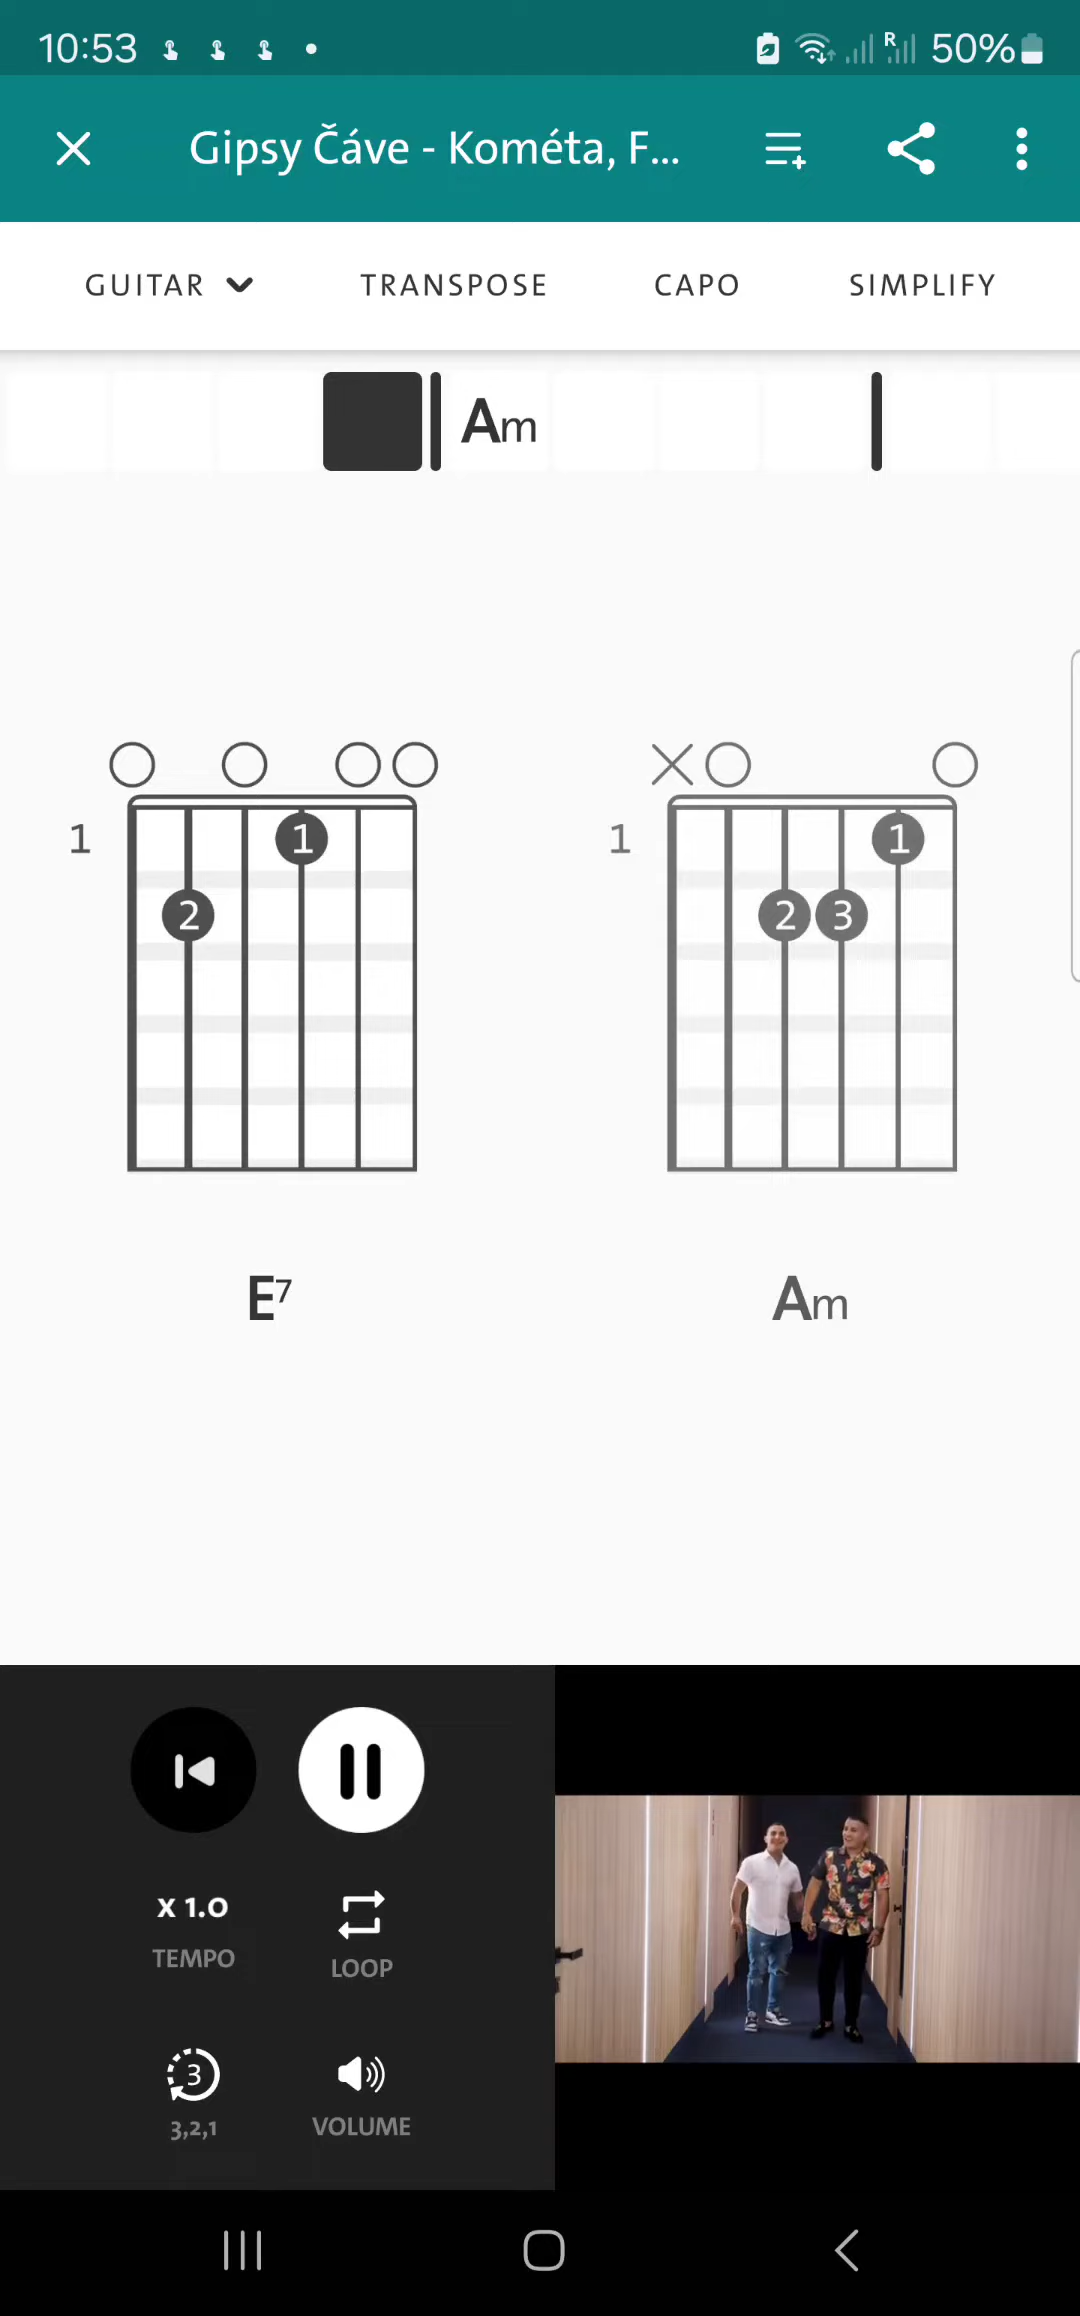 10:53 R 50%
Gipsy Čáve - Kométa, F...
GUITAR TRANSPOSE CAPO SIMPLIFY
Am
1 1 1 1
2 2 3
E7 Am
x 1.0
TEMPO LOOP
3
3,2,1 VOLUME